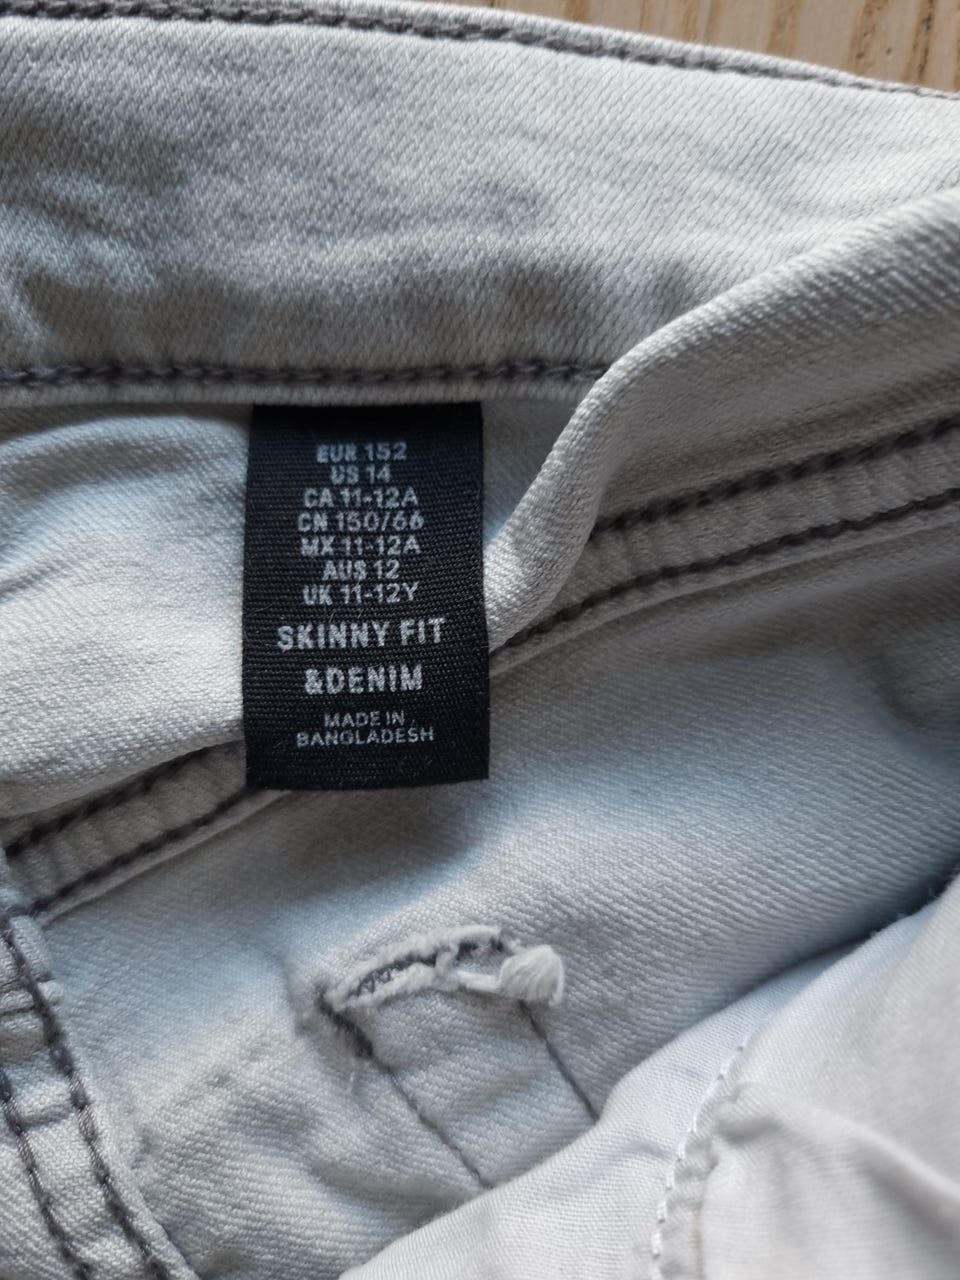 EUR 152
US 14
CA 11-12A
CN 150/66
MX 11-12A
AUS 12
UK 11-12Y
SKINNY FIT
&DENIM
MADE IN
BANGLADESH